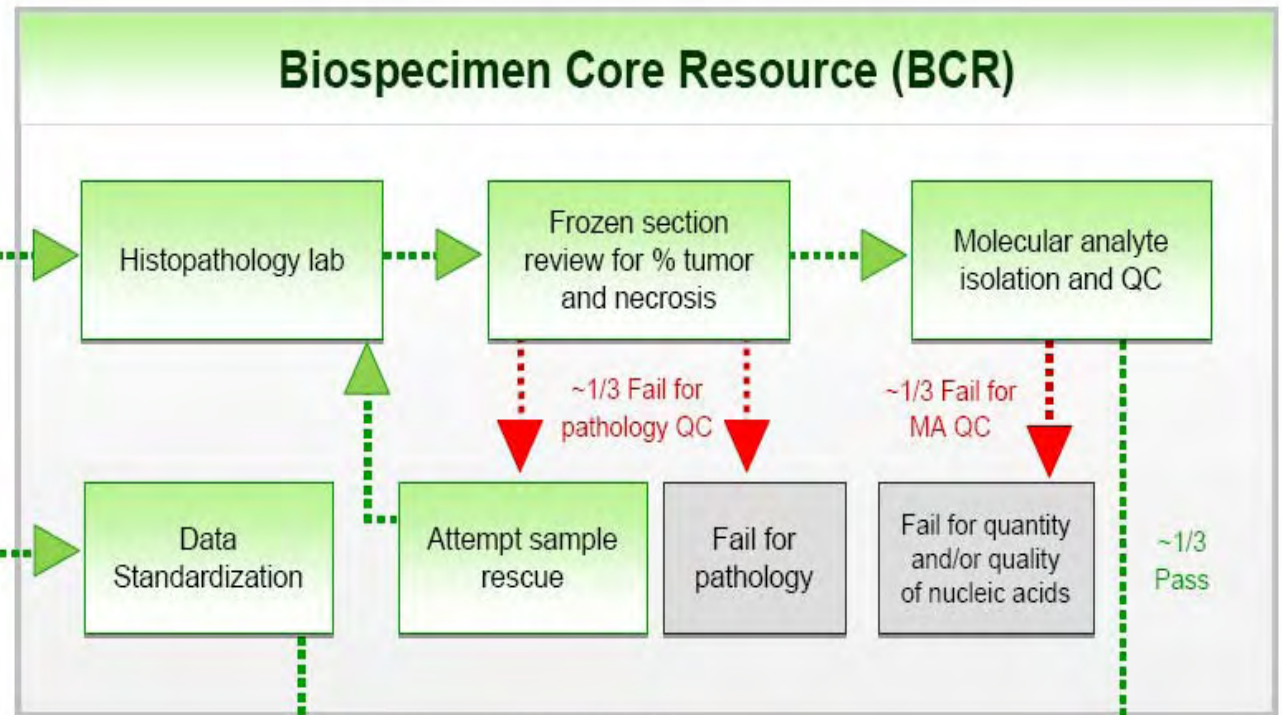 Biospecimen Core Resource (BCR)
Histopathology lab
Frozen section
review for % tumor
and necrosis
Molecular analyte
isolation and QC
~1/3 Fail for
pathology QC
~1/3 Fail for
MA QC
Data
Standardization
Attempt sample
rescue
Fail for
pathology
Fail for quantity
and/or quality
of nucleic acids
~1/3
Pass